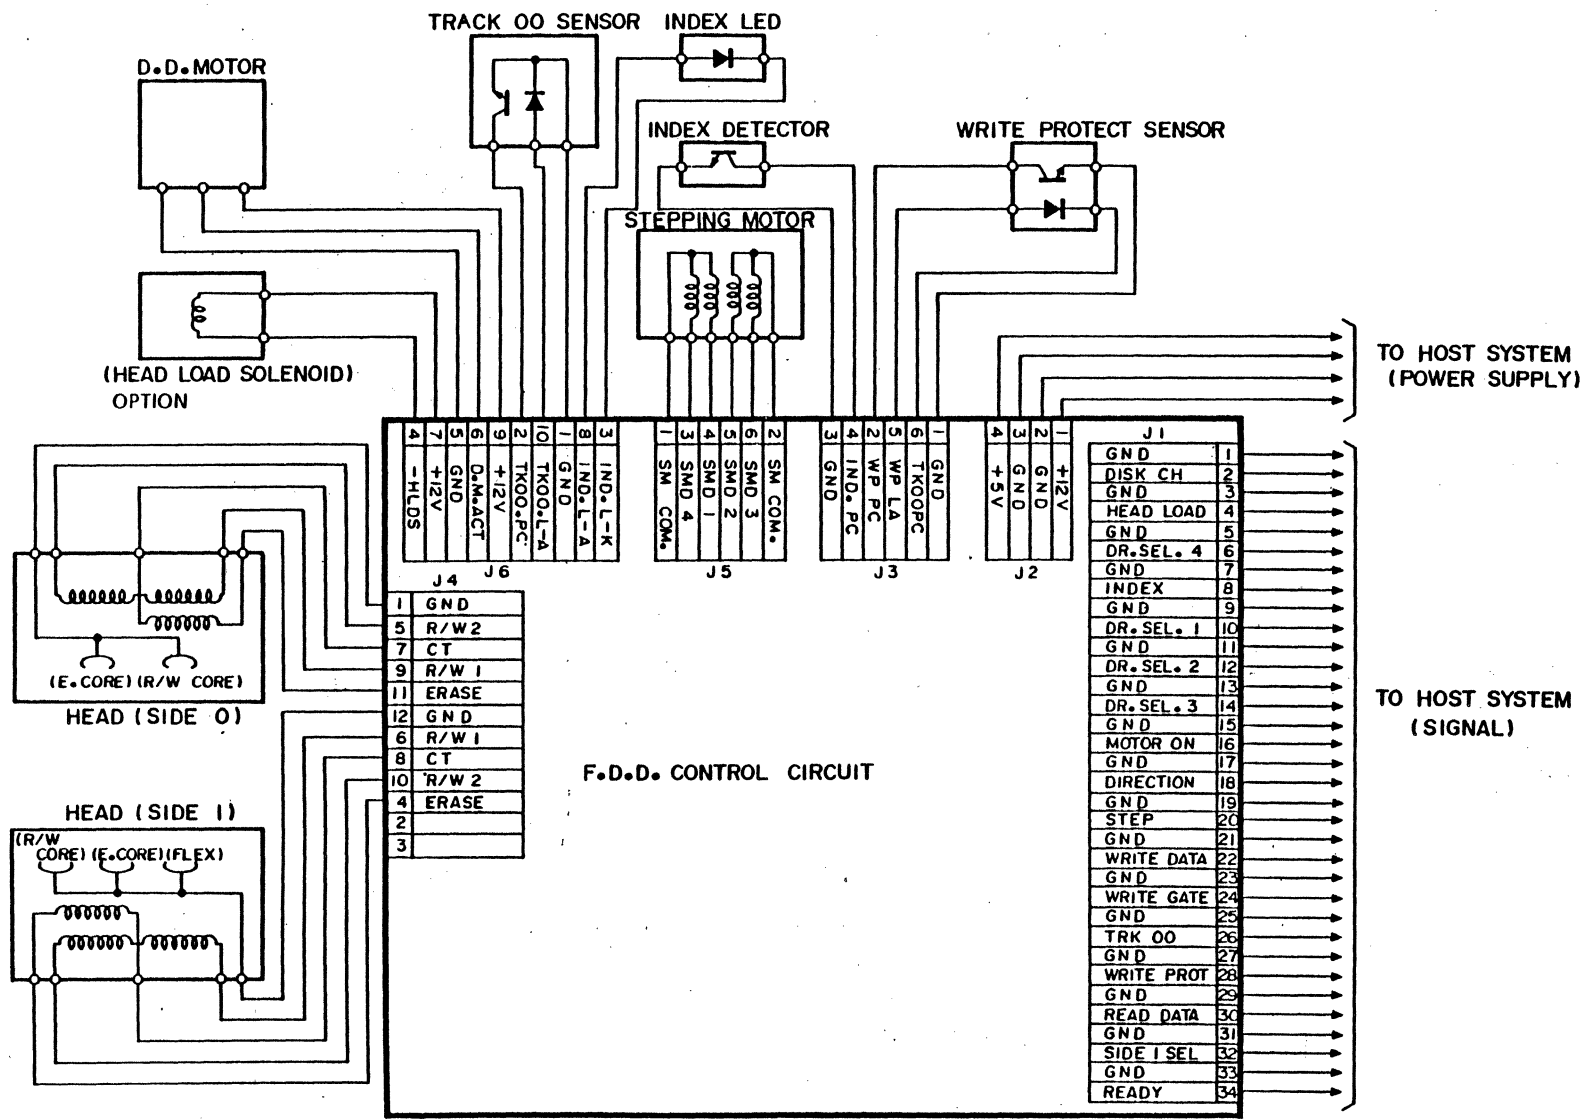 TRACK OO SENSOR INDEX LED
D.D.MOTOR
INDEX DETECTOR
WRITE PROTECT SENSOR
STEPPING MOTOR
(HEAD LOAD SOLENOID)
OPTION
TO HOST SYSTEM
(POWER SUPPLY)
4 -HLDS
7 +12V
5 GND
6 D.M.ACT
9 +12V
2 TKOO.PC
10 TKOO.L-A
1 GND
8 IND.L-A
3 IND.L-K
J6
1 SM COM.
3 SMD 4
4 SMD 1
5 SMD 2
6 SMD 3
2 SM COM.
J5
3 GND
4 IND.PC
2 WP PC
5 WP LA
6 TKOOPC
1 GND
J3
4 +5V
3 GND
2 GND
1 +12V
J2
J4
1 GND
5 R/W2
7 CT
9 R/W 1
11 ERASE
12 GND
6 R/W 1
8 CT
10 R/W 2
4 ERASE
2
3
(E.CORE) (R/W CORE)
HEAD (SIDE 0)
HEAD (SIDE 1)
(R/W
CORE) (E.CORE) (FLEX)
F.D.D. CONTROL CIRCUIT
J1
GND 1
DISK CH 2
GND 3
HEAD LOAD 4
GND 5
DR.SEL. 4 6
GND 7
INDEX 8
GND 9
DR.SEL. 1 10
GND 11
DR.SEL. 2 12
GND 13
DR.SEL. 3 14
GND 15
MOTOR ON 16
GND 17
DIRECTION 18
GND 19
STEP 20
GND 21
WRITE DATA 22
GND 23
WRITE GATE 24
GND 25
TRK OO 26
GND 27
WRITE PROT 28
GND 29
READ DATA 30
GND 31
SIDE 1 SEL 32
GND 33
READY 34
TO HOST SYSTEM
(SIGNAL)